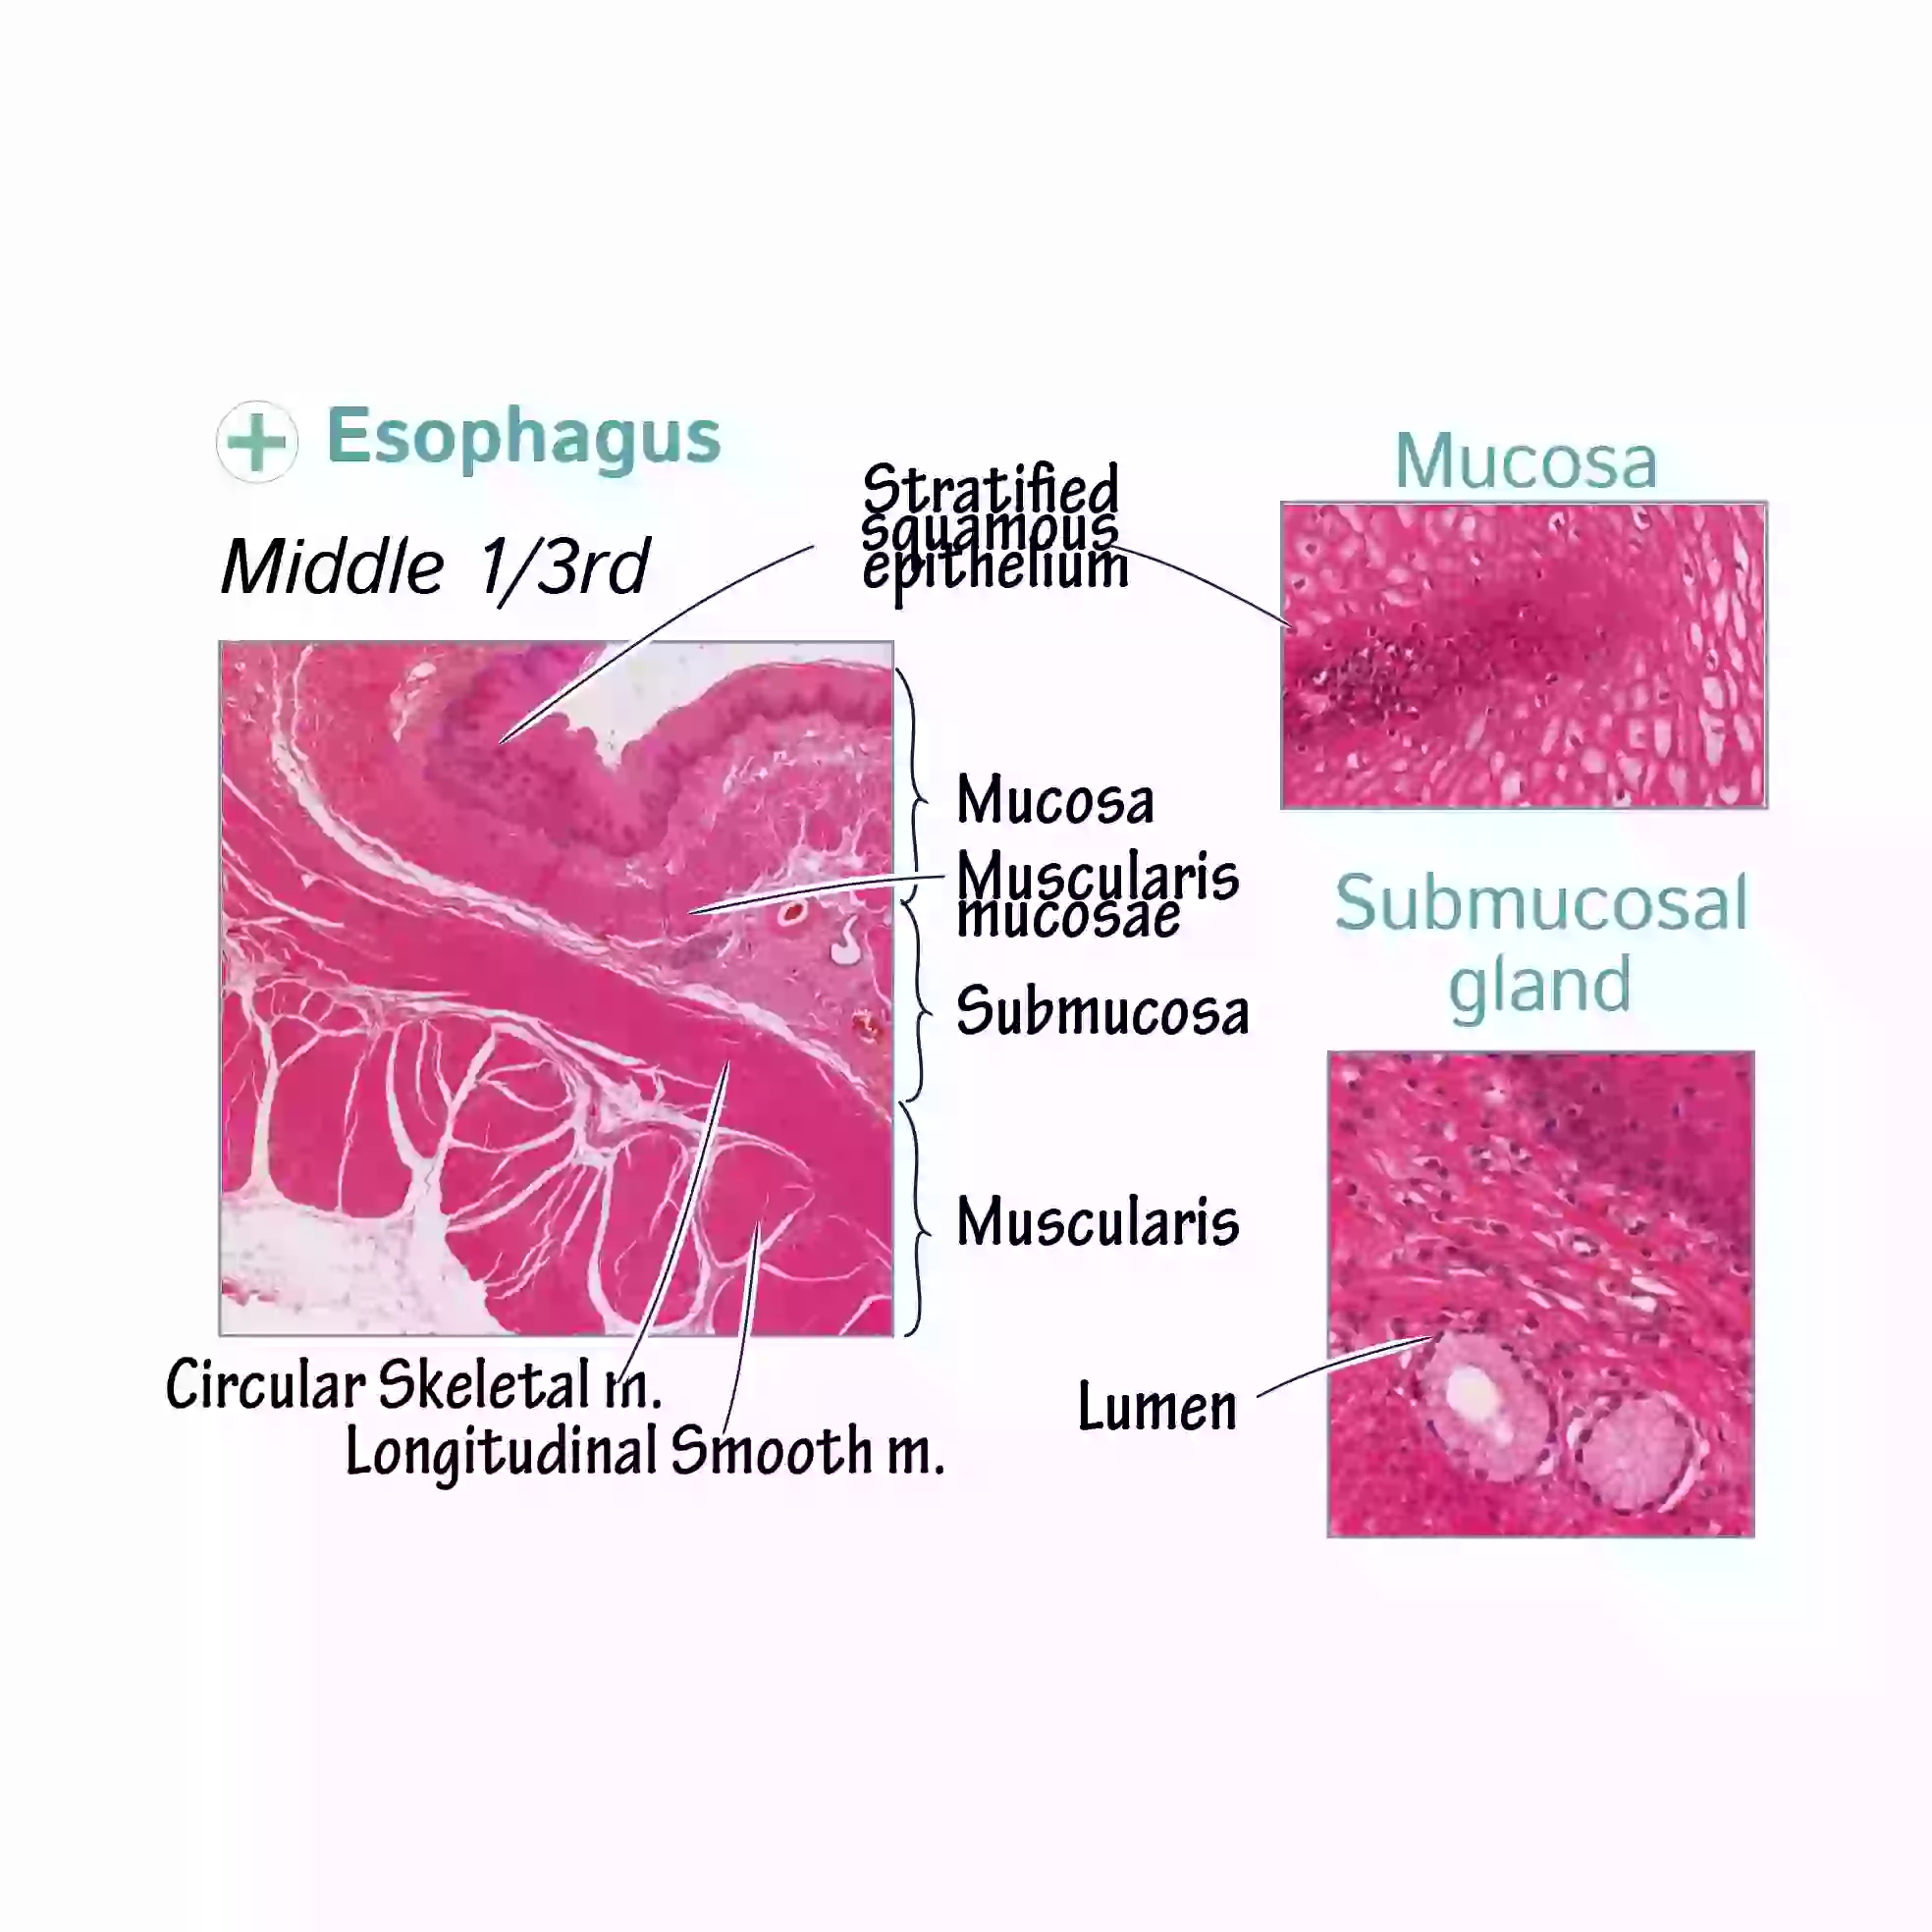 Esophagus
Middle 1/3rd
Stratified
squamous
epithelium
Mucosa
Mucosa
Muscularis
mucosae
Submucosa
Muscularis
Circular Skeletal m.
Longitudinal Smooth m.
Submucosal
gland
Lumen